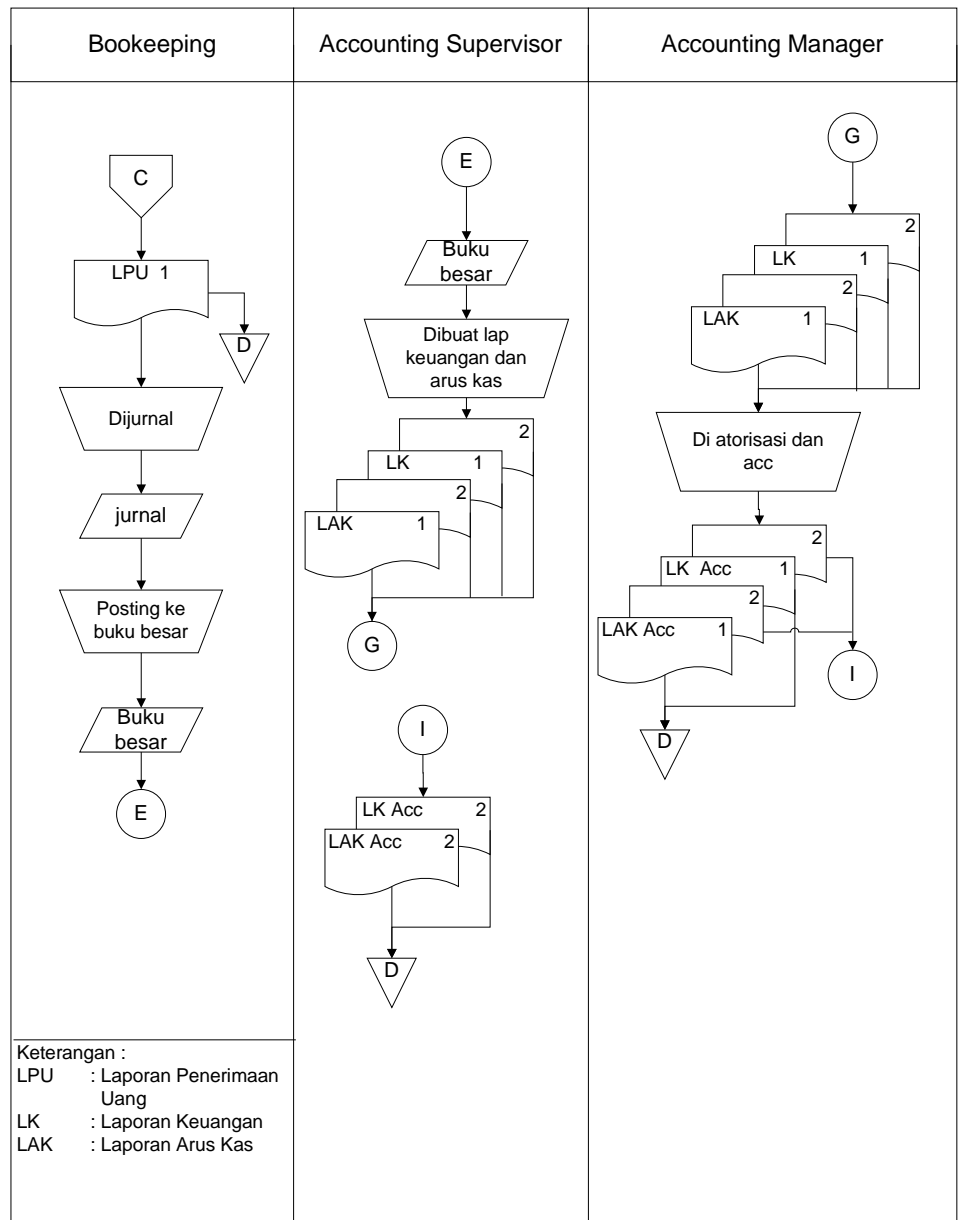 Bookeeping
Accounting Supervisor
Accounting Manager
C
LPU 1
D
Dijurnal
jurnal
Posting ke
buku besar
Buku
besar
E
E
Buku
besar
Dibuat lap
keuangan dan
arus kas
2
LK 1
2
LAK 1
G
I
LK Acc 2
LAK Acc 2
D
G
2
LK 1
2
LAK 1
Di atorisasi dan
acc
2
LK Acc 1
2
LAK Acc 1
I
D
Keterangan :
LPU : Laporan Penerimaan
Uang
LK : Laporan Keuangan
LAK : Laporan Arus Kas